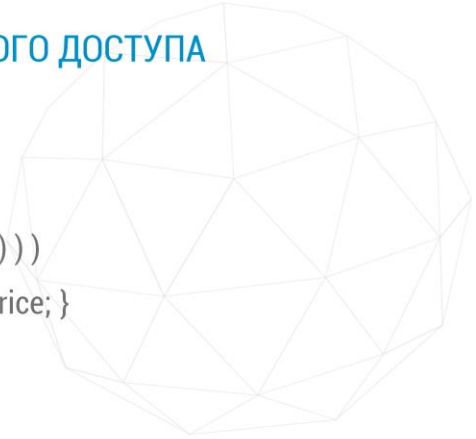 ОГО ДОСТУПА
) ) )
rice; }